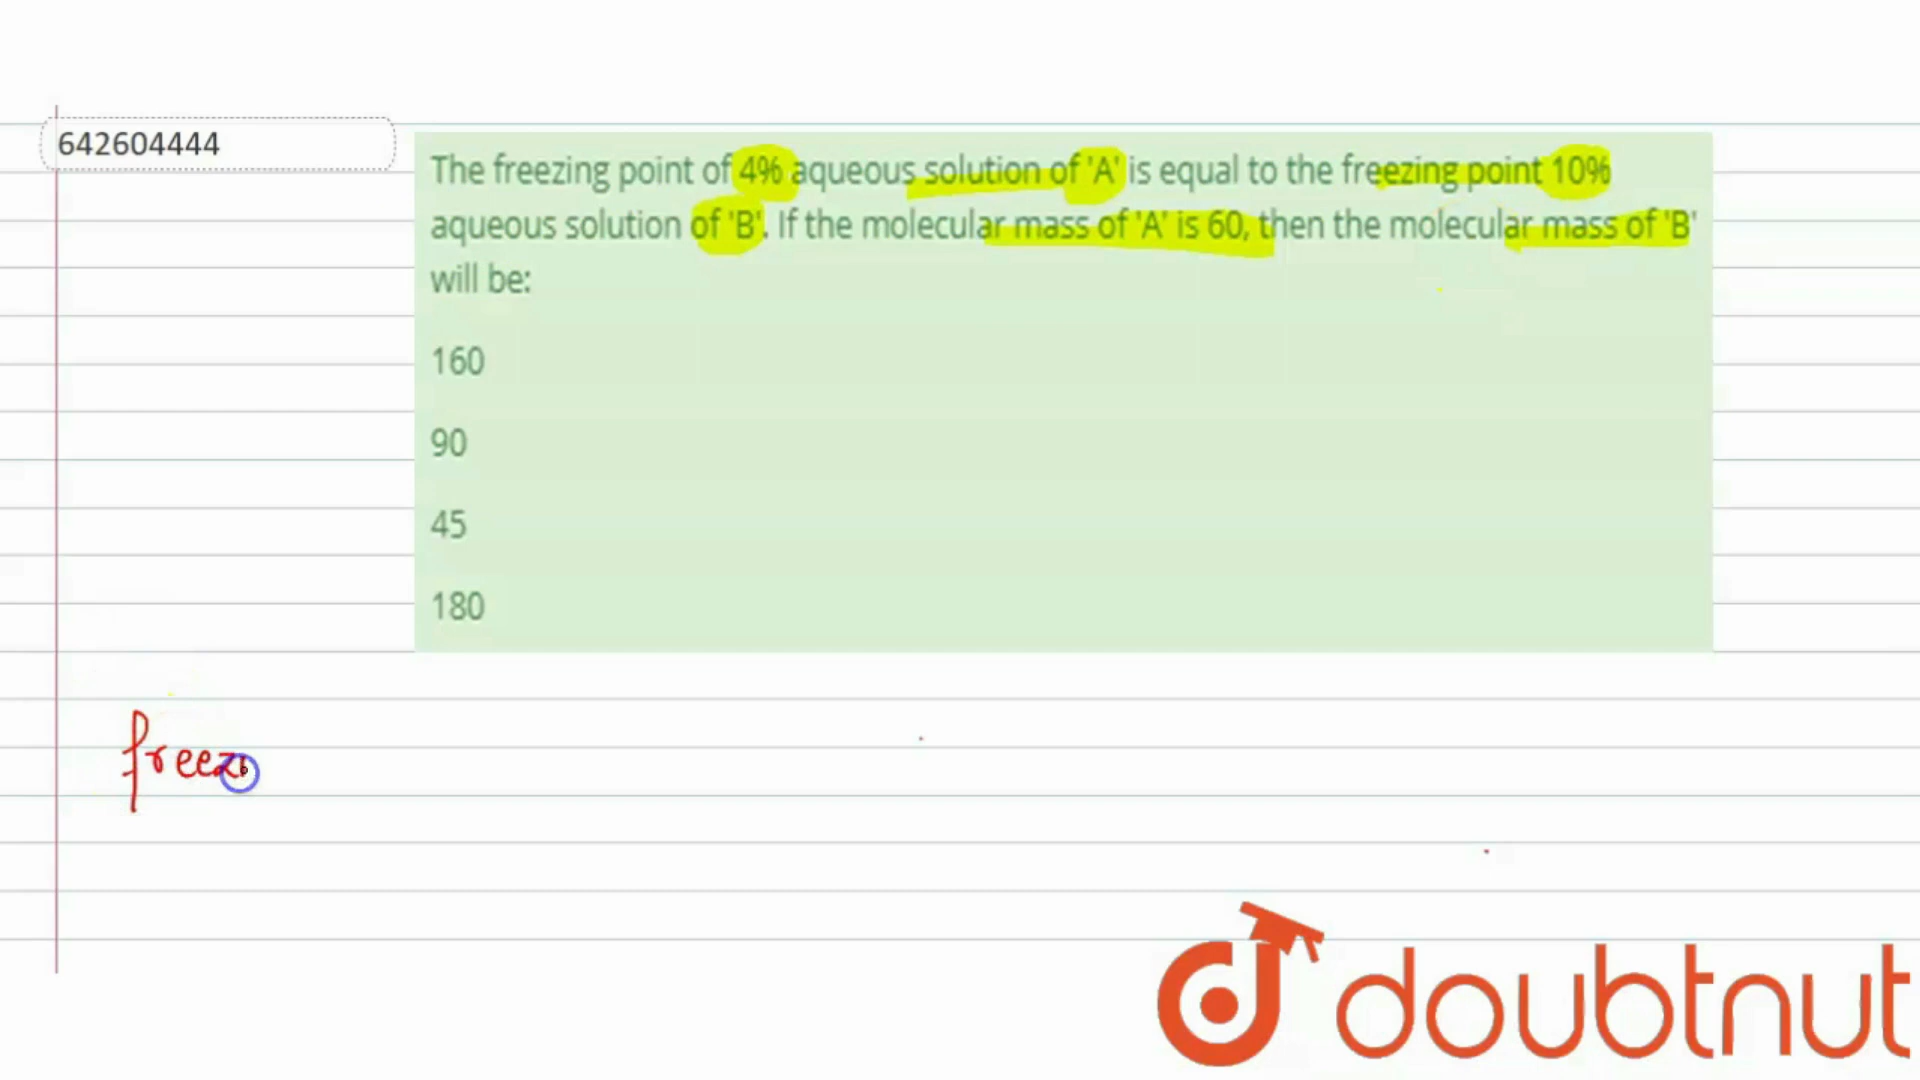 642604444
The freezing point of 4% aqueous solution of 'A' is equal to the freezing point 10%
aqueous solution of 'B'. If the molecular mass of 'A' is 60, then the molecular mass of 'B'
will be:
160
90
45
180
freezi
doubtnut